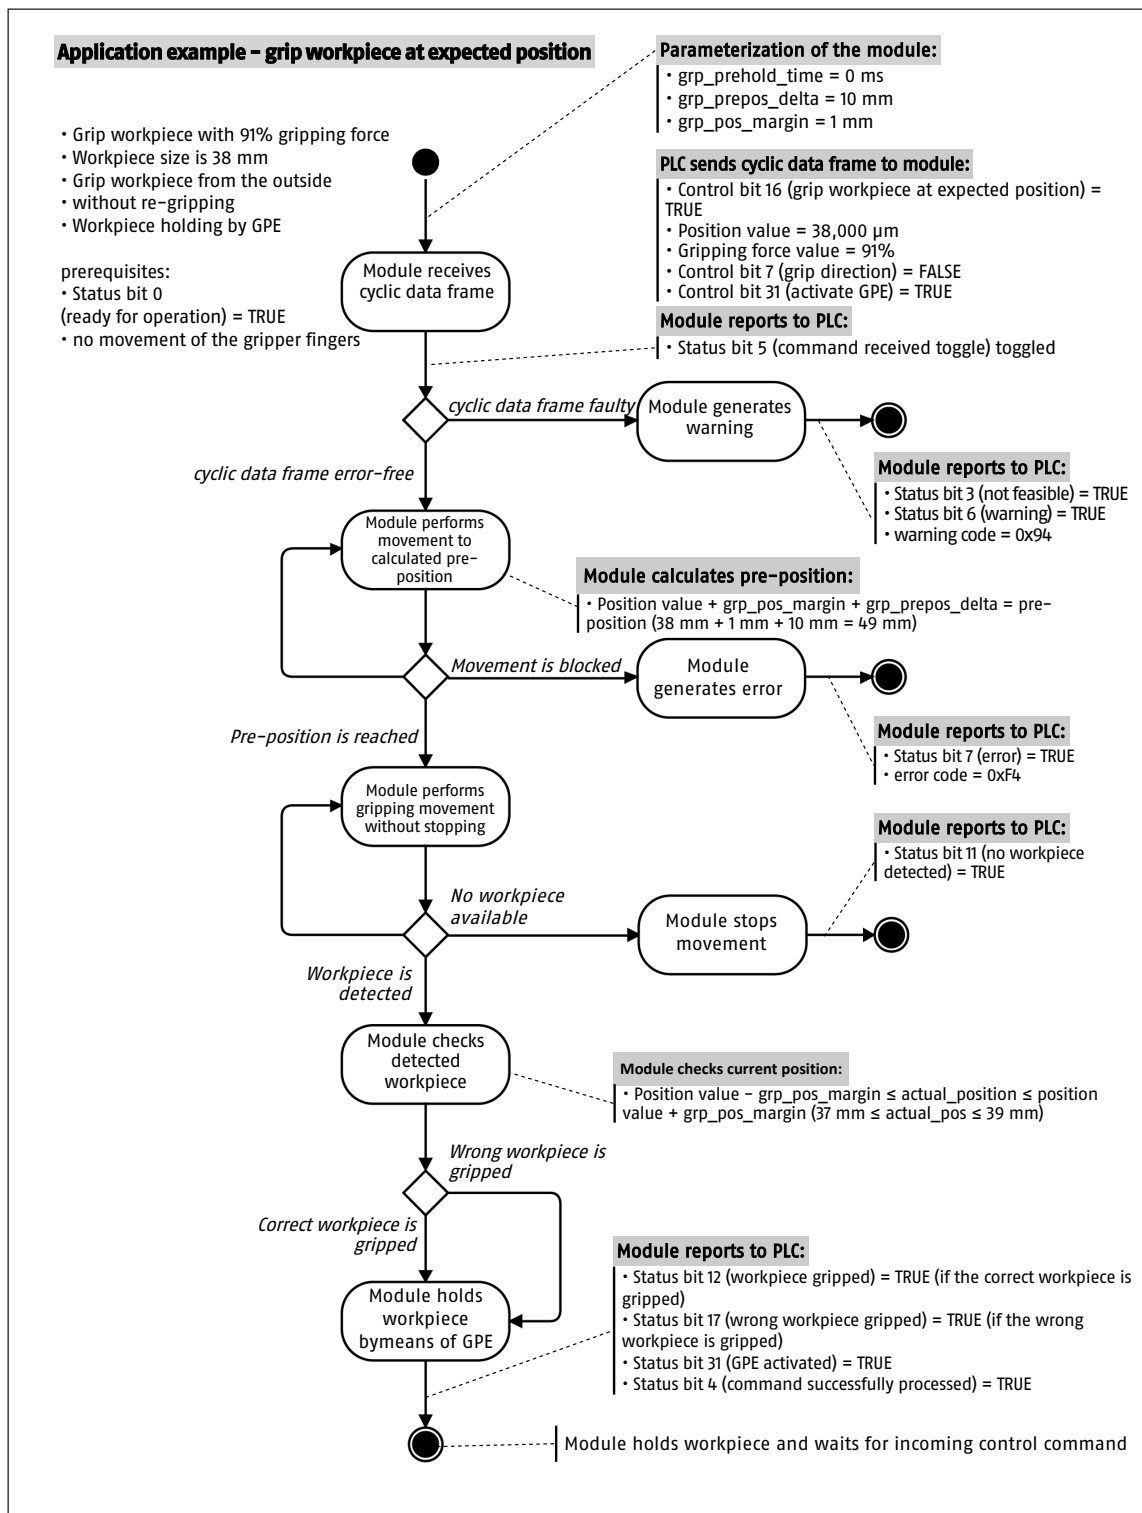 Application example – grip workpiece at expected position
• Grip workpiece with 91% gripping force
• Workpiece size is 38 mm
• Grip workpiece from the outside
• without re-gripping
• Workpiece holding by GPE
prerequisites:
• Status bit 0
(ready for operation) = TRUE
• no movement of the gripper fingers
Parameterization of the module:
• grp_prehold_time = 0 ms
• grp_prepos_delta = 10 mm
• grp_pos_margin = 1 mm
PLC sends cyclic data frame to module:
• Control bit 16 (grip workpiece at expected position) =
TRUE
• Position value = 38,000 µm
• Gripping force value = 91%
• Control bit 7 (grip direction) = FALSE
• Control bit 31 (activate GPE) = TRUE
Module receives
cyclic data frame
Module reports to PLC:
• Status bit 5 (command received toggle) toggled
cyclic data frame faulty
Module generates
warning
cyclic data frame error-free
Module reports to PLC:
• Status bit 3 (not feasible) = TRUE
• Status bit 6 (warning) = TRUE
• warning code = 0x94
Module performs
movement to
calculated pre-
position
Module calculates pre-position:
• Position value + grp_pos_margin + grp_prepos_delta = pre-
position (38 mm + 1 mm + 10 mm = 49 mm)
Movement is blocked
Module
generates error
Pre-position is reached
Module reports to PLC:
• Status bit 7 (error) = TRUE
• error code = 0xF4
Module performs
gripping movement
without stopping
Module reports to PLC:
• Status bit 11 (no workpiece
detected) = TRUE
No workpiece
available
Module stops
movement
Workpiece is
detected
Module checks
detected
workpiece
Module checks current position:
• Position value - grp_pos_margin ≤ actual_position ≤ position
value + grp_pos_margin (37 mm ≤ actual_pos ≤ 39 mm)
Wrong workpiece is
gripped
Correct workpiece is
gripped
Module holds
workpiece
bymeans of GPE
Module reports to PLC:
• Status bit 12 (workpiece gripped) = TRUE (if the correct workpiece is
gripped)
• Status bit 17 (wrong workpiece gripped) = TRUE (if the wrong
workpiece is gripped)
• Status bit 31 (GPE activated) = TRUE
• Status bit 4 (command successfully processed) = TRUE
Module holds workpiece and waits for incoming control command